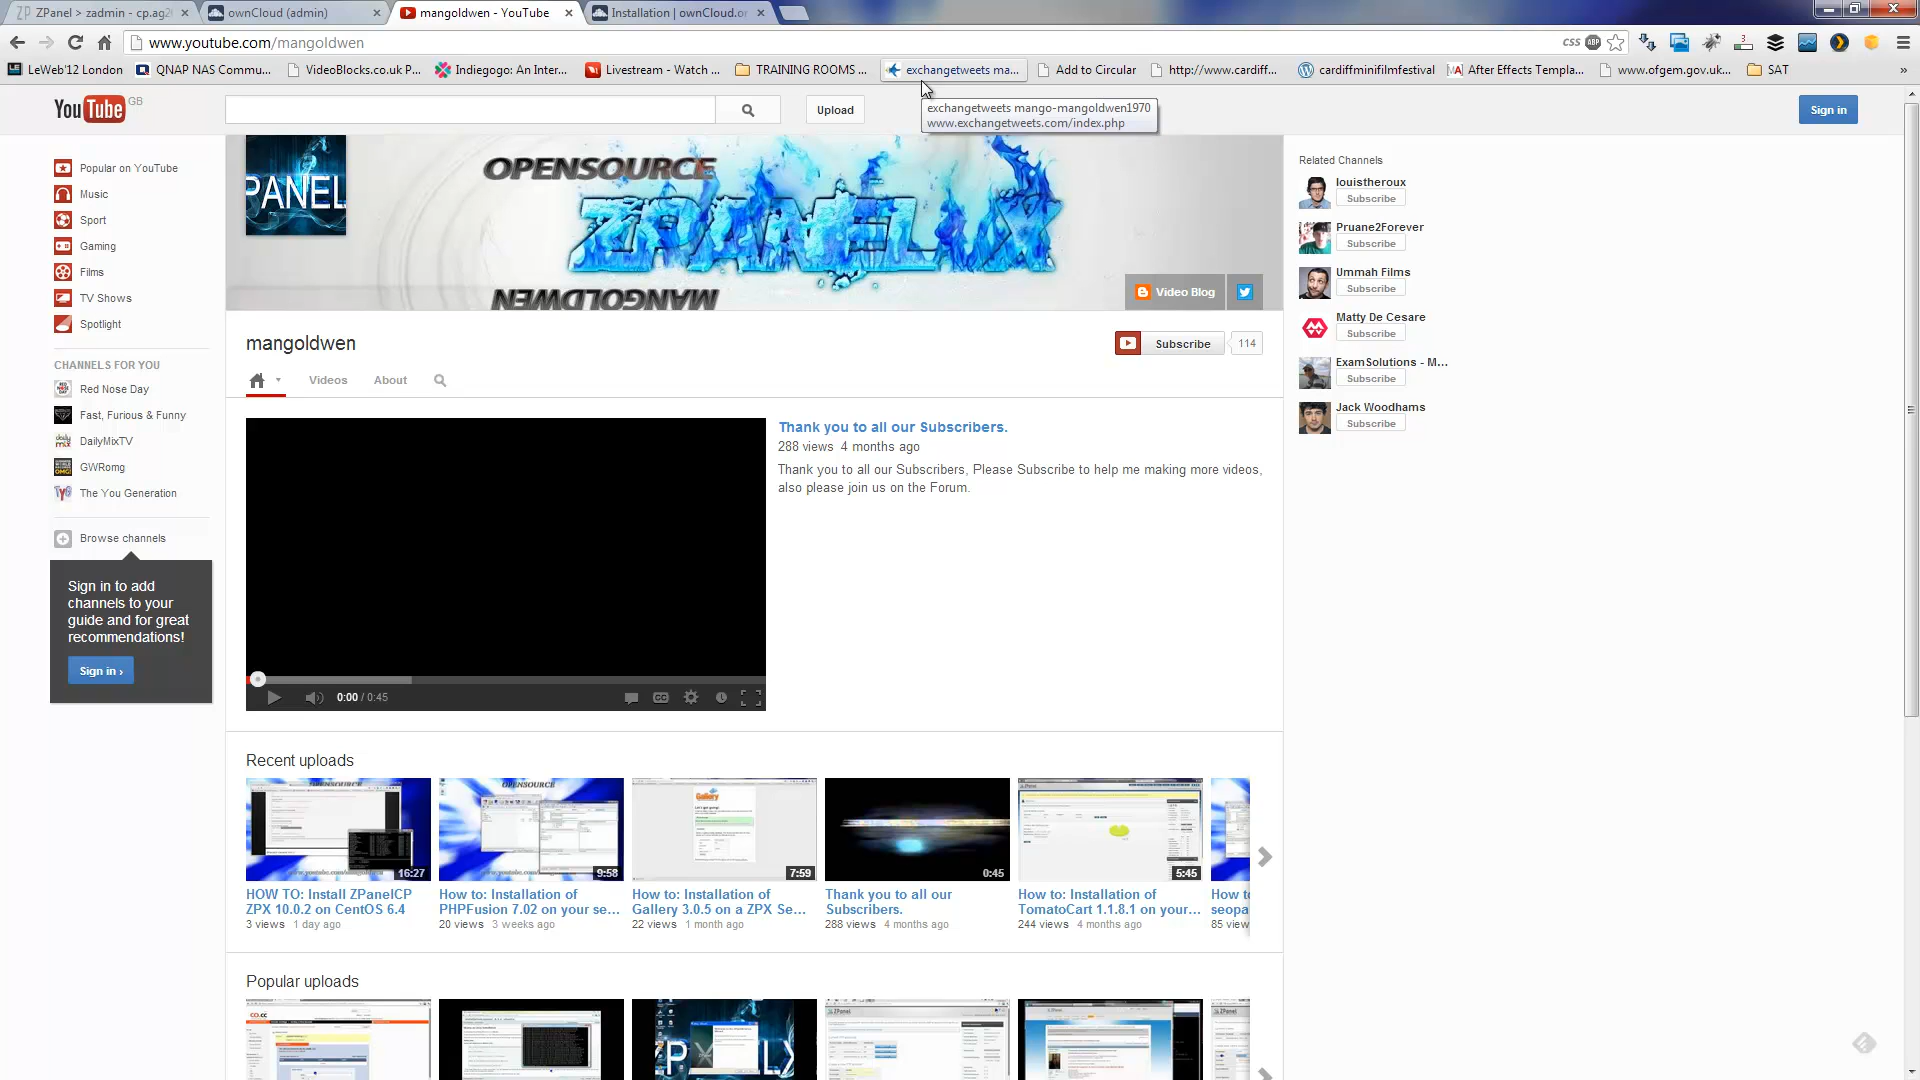 ZPanel > zadmin - cp.ag2
ownCloud (admin)
mangoldwen - YouTube
Installation | ownCloud.or
www.youtube.com/mangoldwen
CSS
ABP
3
LeWeb'12 London
QNAP NAS Commu...
VideoBlocks.co.uk P...
Indiegogo: An Inter...
Livestream - Watch ...
TRAINING ROOMS ...
exchangetweets ma...
Add to Circular
http://www.cardiff...
cardiffminifilmfestival
After Effects Templa...
www.ofgem.gov.uk...
SAT
»
exchangetweets mango-mangoldwen1970
www.exchangetweets.com/index.php
YouTube GB
Upload
Sign in
Popular on YouTube
Music
Sport
Gaming
Films
TV Shows
Spotlight
CHANNELS FOR YOU
Red Nose Day
Fast, Furious & Funny
DailyMixTV
GWRomg
The You Generation
Browse channels
Sign in to add
channels to your
guide and for great
recommendations!
Sign in ›
PANEL
OPENSOURCE
ZPANELX
MANGOLDWEN
Video Blog
mangoldwen
Subscribe
114
Videos
About
0:00 / 0:45
CC
Thank you to all our Subscribers.
288 views 4 months ago
Thank you to all our Subscribers, Please Subscribe to help me making more videos,
also please join us on the Forum.
Related Channels
louistheroux
Subscribe
Pruane2Forever
Subscribe
Ummah Films
Subscribe
Matty De Cesare
Subscribe
ExamSolutions - M...
Subscribe
Jack Woodhams
Subscribe
Recent uploads
16:27
HOW TO: Install ZPanelCP
ZPX 10.0.2 on CentOS 6.4
3 views 1 day ago
9:58
How to: Installation of
PHPFusion 7.02 on your se...
20 views 3 weeks ago
7:59
How to: Installation of
Gallery 3.0.5 on a ZPX Se...
22 views 1 month ago
0:45
Thank you to all our
Subscribers.
288 views 4 months ago
5:45
How to: Installation of
TomatoCart 1.1.8.1 on your...
244 views 4 months ago
How to
seopa
85 view
Popular uploads